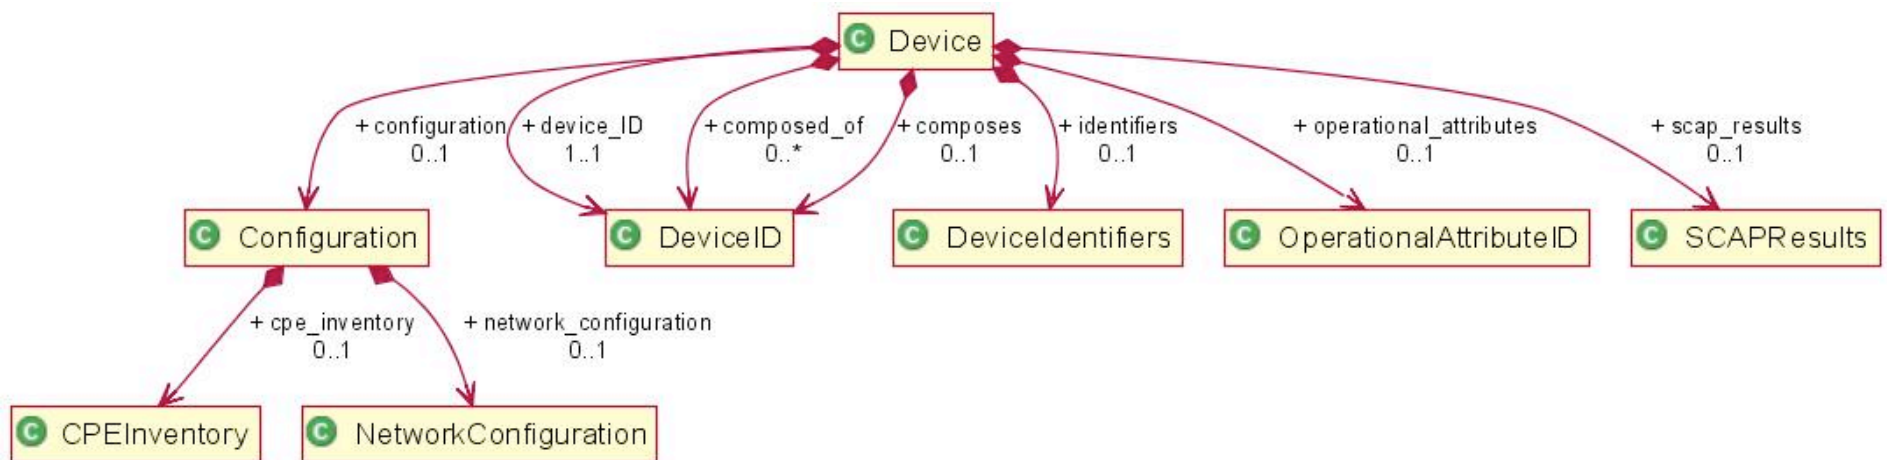 C Device
+ configuration
0..1
+ device_ID
1..1
+ composed_of
0..*
+ composes
0..1
+ identifiers
0..1
+ operational_attributes
0..1
+ scap_results
0..1
C Configuration
C DeviceID
C DeviceIdentifiers
C OperationalAttributeID
C SCAPResults
+ cpe_inventory
0..1
+ network_configuration
0..1
C CPEInventory
C NetworkConfiguration